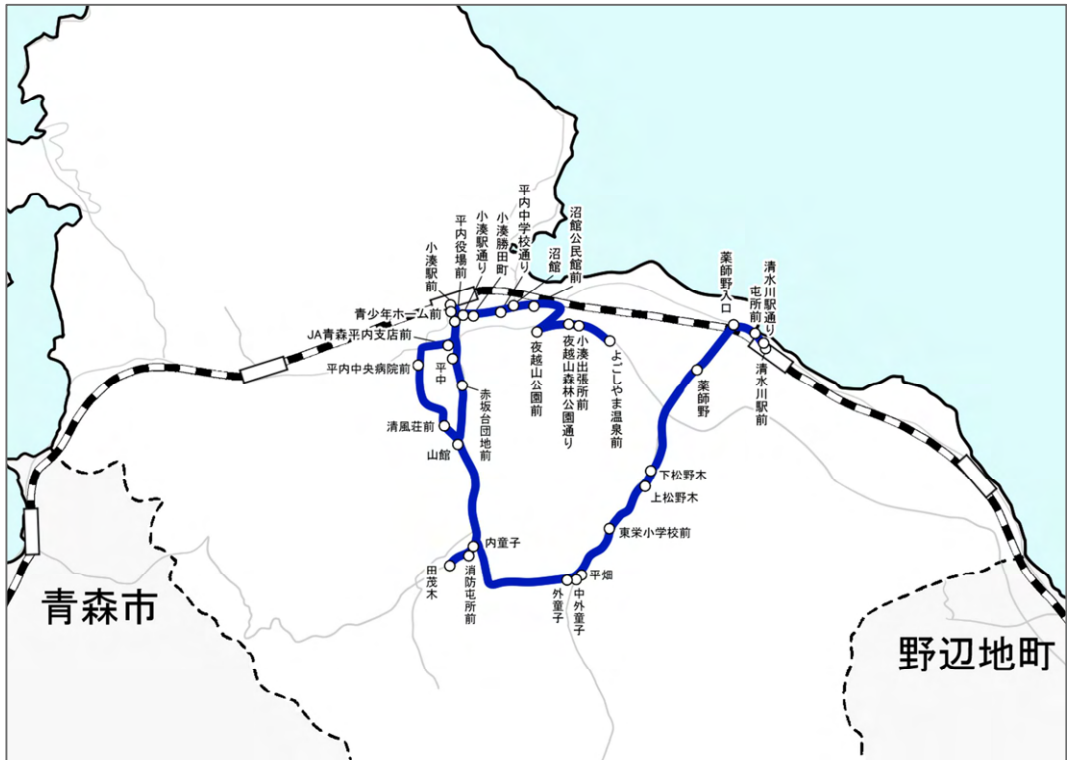 小湊駅前
平内役場前
小湊駅通り
小湊勝田町
平内中学校通り
沼館
沼館公民館前
薬師野入口
屯所前
清水川駅通り
青少年ホーム前
JA青森平内支店前
平内中央病院前
平中
赤坂台団地前
夜越山公園前
夜越山森林公園通り
小湊出張所前
よごしやま温泉前
薬師野
清水川駅前
清風荘前
山館
下松野木
上松野木
東栄小学校前
内童子
田茂木
消防屯所前
平畑
外童子
中外童子
青森市
野辺地町